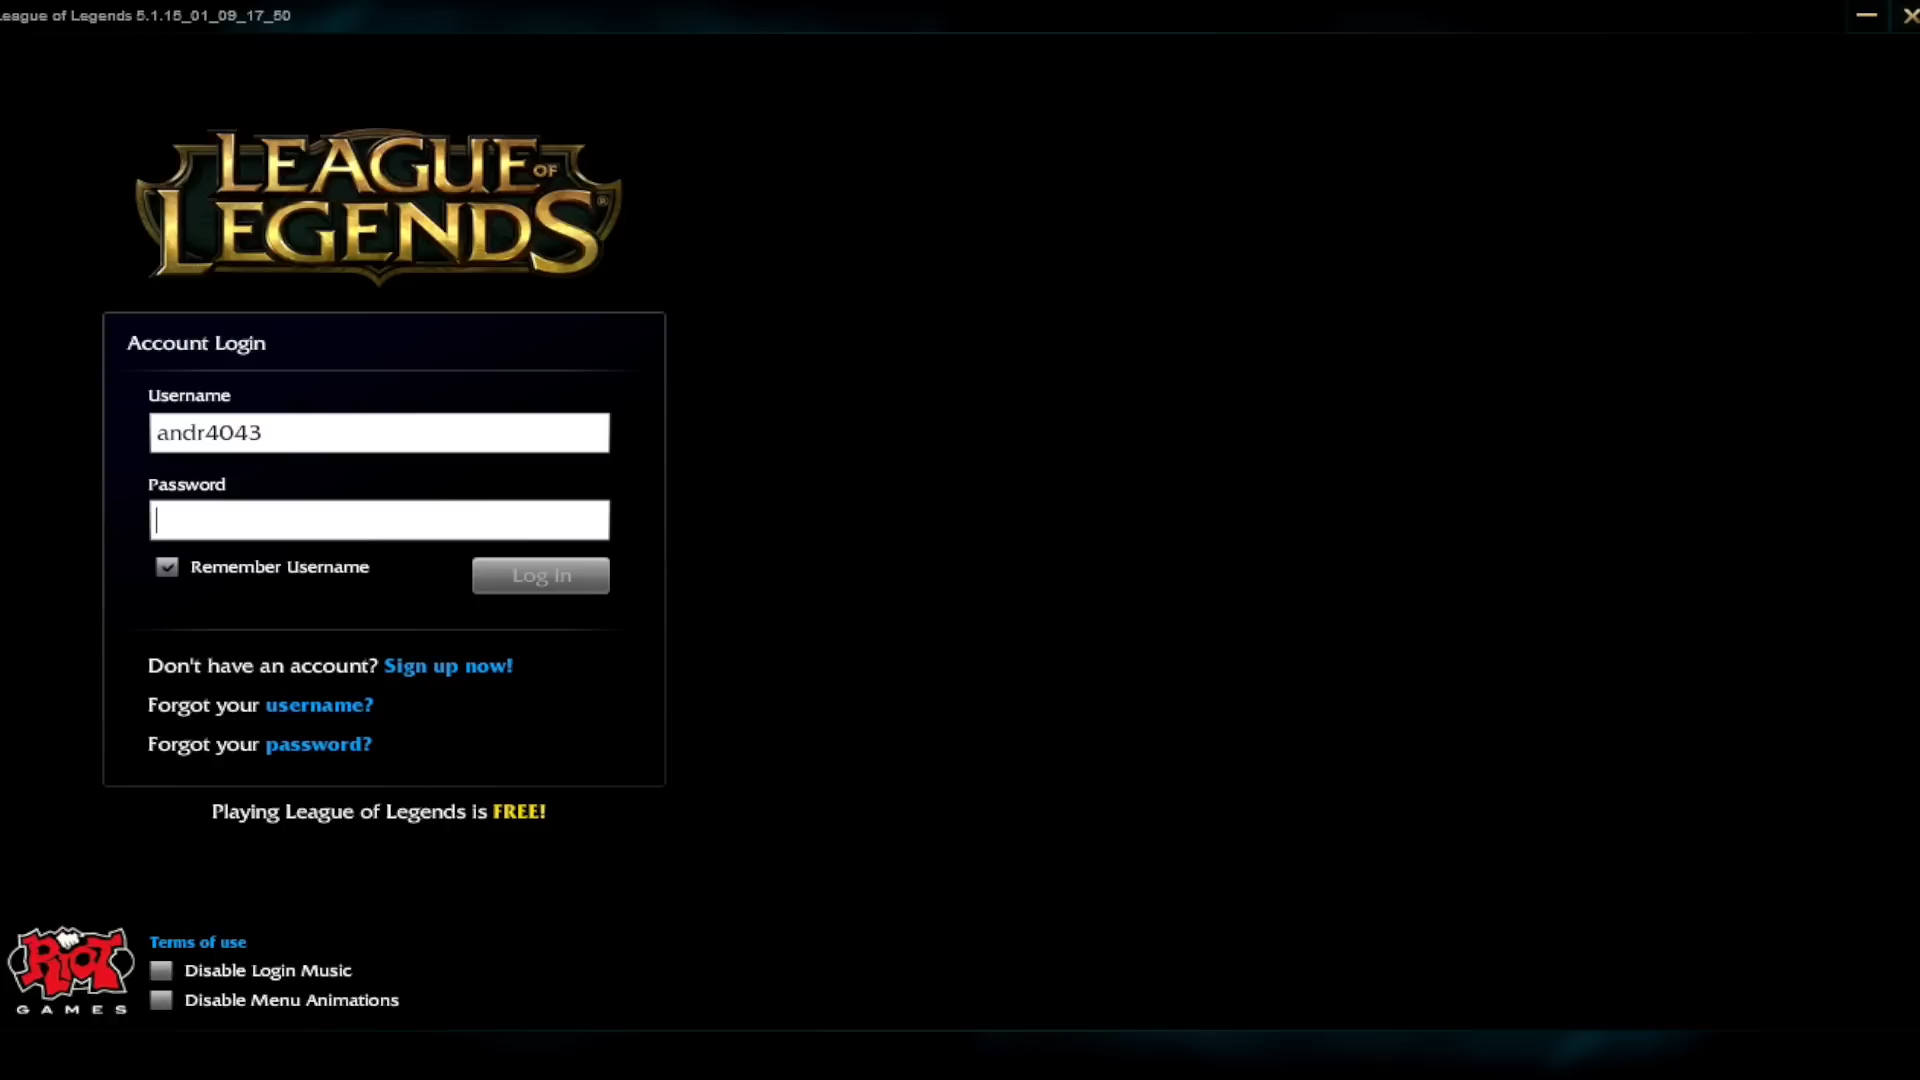 eague of Legends 5.1.15_01_09_17_50
LEAGUE OF
LEGENDS®
Account Login
Username
andr4043
Password
Remember Username
Log In
Don't have an account? Sign up now!
Forgot your username?
Forgot your password?
Playing League of Legends is FREE!
RIOT
GAMES
Terms of use
Disable Login Music
Disable Menu Animations